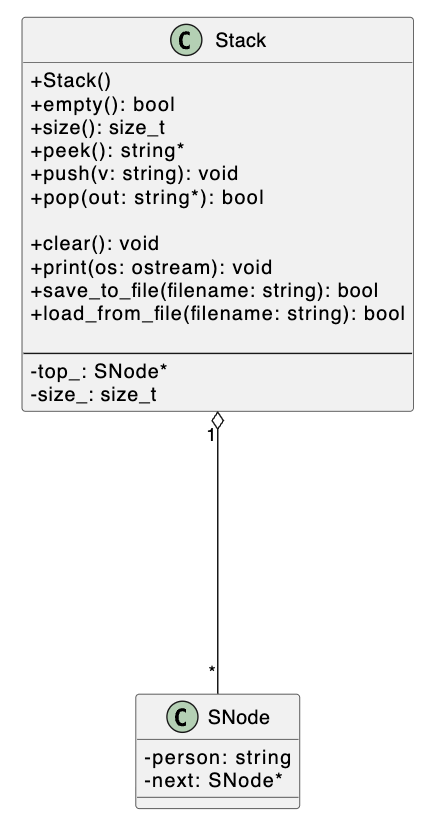 C Stack
+Stack()
+empty(): bool
+size(): size_t
+peek(): string*
+push(v: string): void
+pop(out: string*): bool
+clear(): void
+print(os: ostream): void
+save_to_file(filename: string): bool
+load_from_file(filename: string): bool
-top_: SNode*
-size_: size_t
1
*
C SNode
-person: string
-next: SNode*